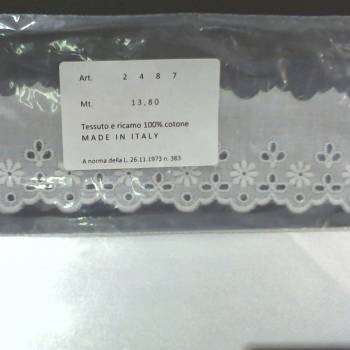 Art. 2 4 8 7
Mt. 13,80
Tessuto e ricamo 100% cotone
MADE IN ITALY
A norma della L. 26.11.1973 n. 383